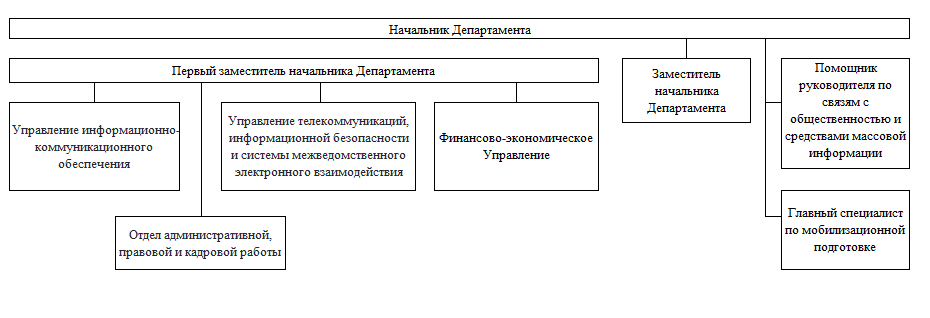 Начальник Департамента
Первый заместитель начальника Департамента
Заместитель
начальника
Департамента
Помощник
руководителя по
связям с
общественностью и
средствами массовой
информации
Управление информационно-
коммуникационного
обеспечения
Управление телекоммуникаций,
информационной безопасности
и системы межведомственного
электронного взаимодействия
Финансово-экономическое
Управление
Отдел административной,
правовой и кадровой работы
Главный специалист
по мобилизационной
подготовке